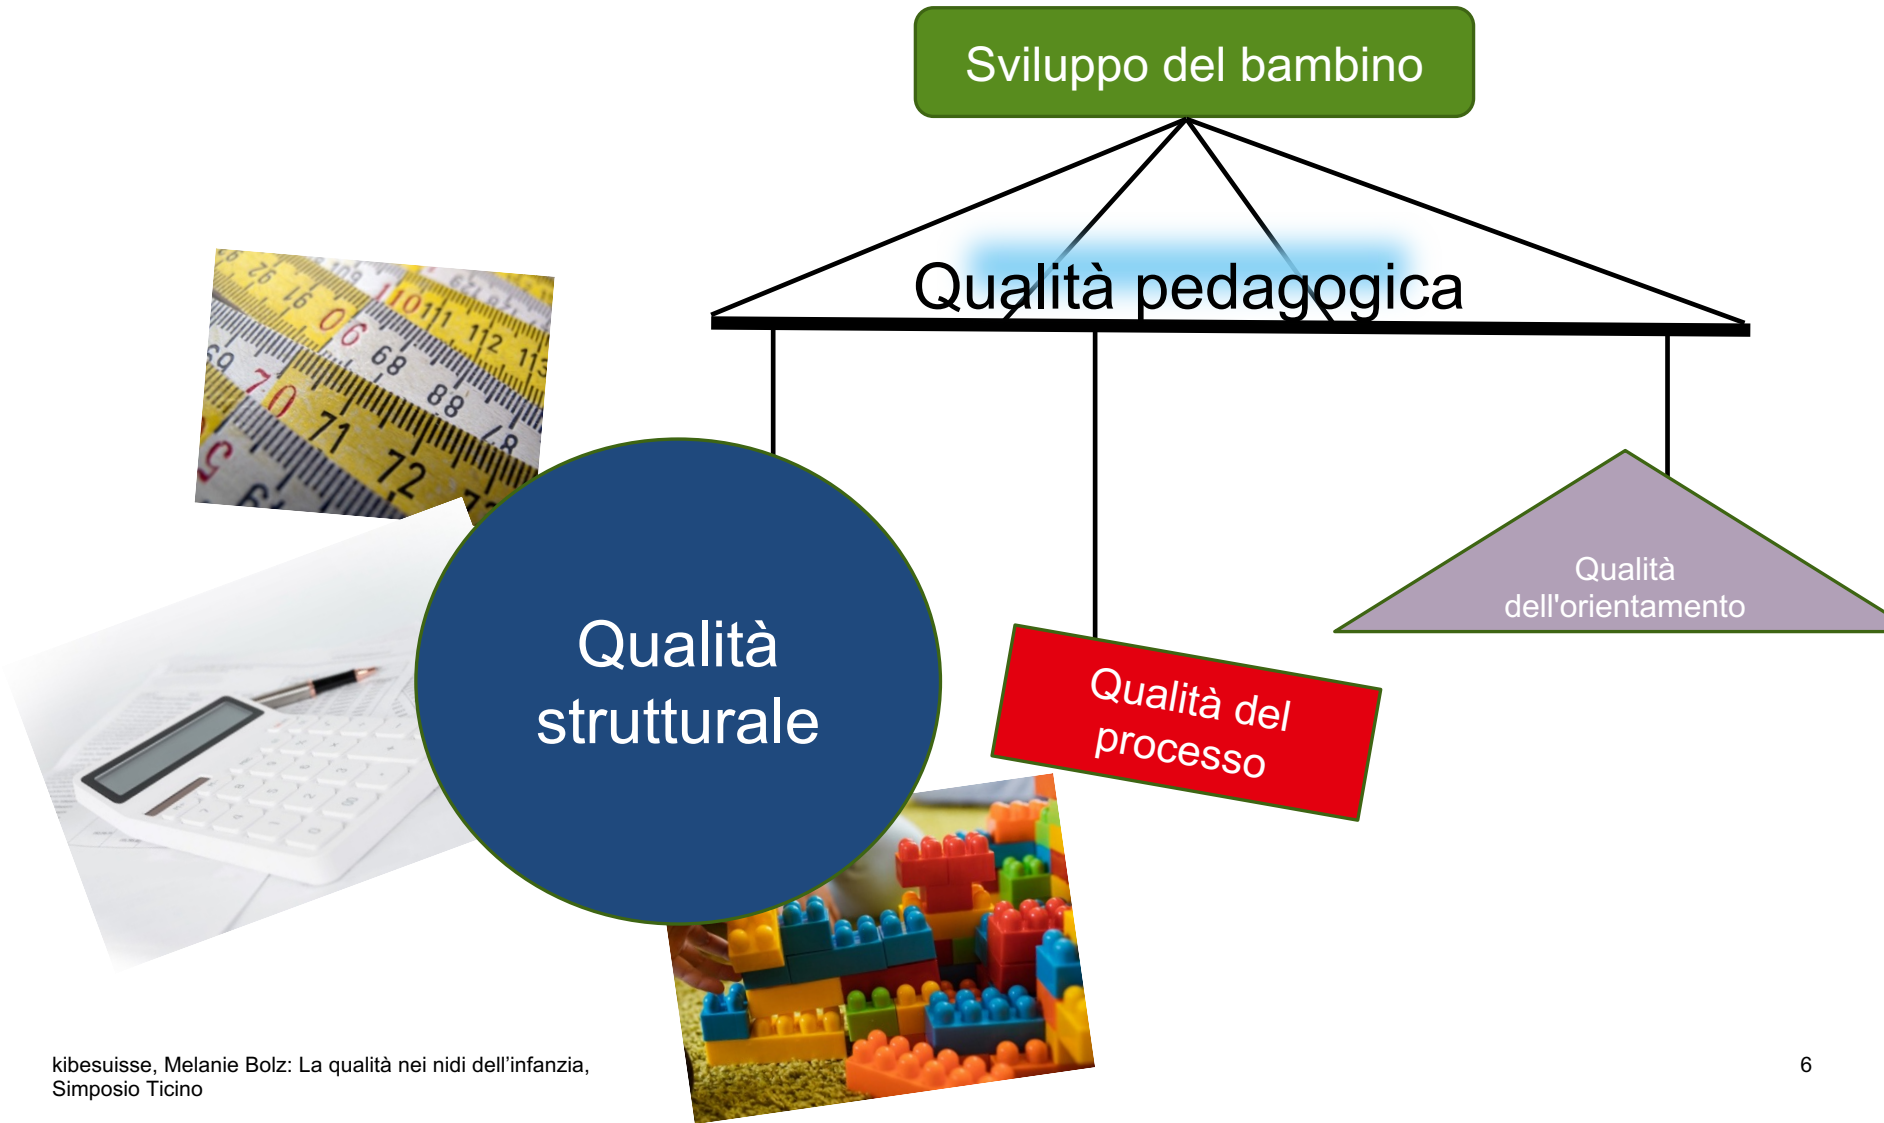 Sviluppo del bambino
Qualità pedagogica
Qualità
strutturale
Qualità del
processo
Qualità
dell'orientamento
kibesuisse, Melanie Bolz: La qualità nei nidi dell’infanzia,
Simposio Ticino
6